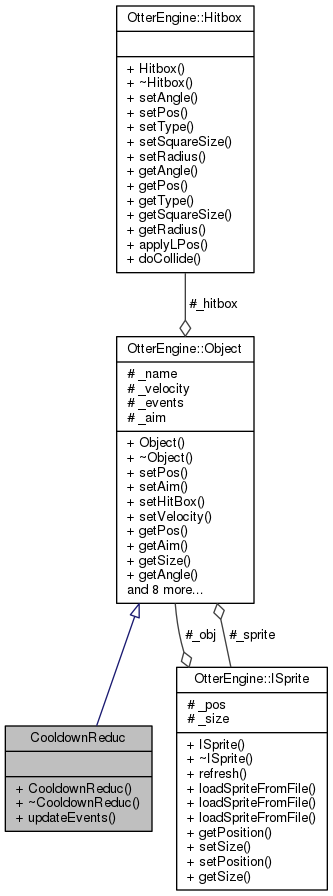 OtterEngine::Hitbox
+ Hitbox()
+ ~Hitbox()
+ setAngle()
+ setPos()
+ setType()
+ setSquareSize()
+ setRadius()
+ getAngle()
+ getPos()
+ getType()
+ getSquareSize()
+ getRadius()
+ applyLPos()
+ doCollide()
#_hitbox
OtterEngine::Object
# _name
# _velocity
# _events
# _aim
+ Object()
+ ~Object()
+ setPos()
+ setAim()
+ setHitBox()
+ setVelocity()
+ getPos()
+ getAim()
+ getSize()
+ getAngle()
and 8 more...
#_obj
#_sprite
OtterEngine::ISprite
# _pos
# _size
+ ISprite()
+ ~ISprite()
+ refresh()
+ loadSpriteFromFile()
+ loadSpriteFromFile()
+ loadSpriteFromFile()
+ getPosition()
+ setSize()
+ setPosition()
+ getSize()
CooldownReduc
+ CooldownReduc()
+ ~CooldownReduc()
+ updateEvents()